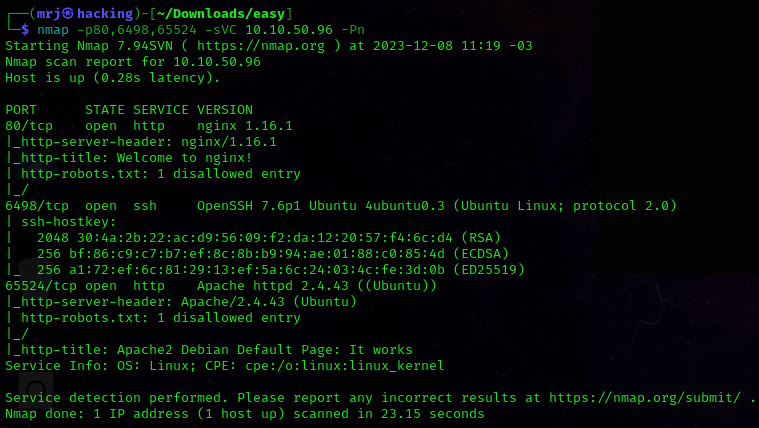 ┌──(mrj㉿hacking)-[~/Downloads/easy]
└─$ nmap -p80,6498,65524 -sVC 10.10.50.96 -Pn
Starting Nmap 7.94SVN ( https://nmap.org ) at 2023-12-08 11:19 -03
Nmap scan report for 10.10.50.96
Host is up (0.28s latency).

PORT      STATE SERVICE VERSION
80/tcp    open  http    nginx 1.16.1
|_http-server-header: nginx/1.16.1
|_http-title: Welcome to nginx!
| http-robots.txt: 1 disallowed entry
|_/
6498/tcp  open  ssh     OpenSSH 7.6p1 Ubuntu 4ubuntu0.3 (Ubuntu Linux; protocol 2.0)
| ssh-hostkey:
|   2048 30:4a:2b:22:ac:d9:56:09:f2:da:12:20:57:f4:6c:d4 (RSA)
|   256 bf:86:c9:c7:b7:ef:8c:8b:b9:94:ae:01:88:c0:85:4d (ECDSA)
|_  256 a1:72:ef:6c:81:29:13:ef:5a:6c:24:03:4c:fe:3d:0b (ED25519)
65524/tcp open  http    Apache httpd 2.4.43 ((Ubuntu))
|_http-server-header: Apache/2.4.43 (Ubuntu)
| http-robots.txt: 1 disallowed entry
|_/
|_http-title: Apache2 Debian Default Page: It works
Service Info: OS: Linux; CPE: cpe:/o:linux:linux_kernel

Service detection performed. Please report any incorrect results at https://nmap.org/submit/ .
Nmap done: 1 IP address (1 host up) scanned in 23.15 seconds